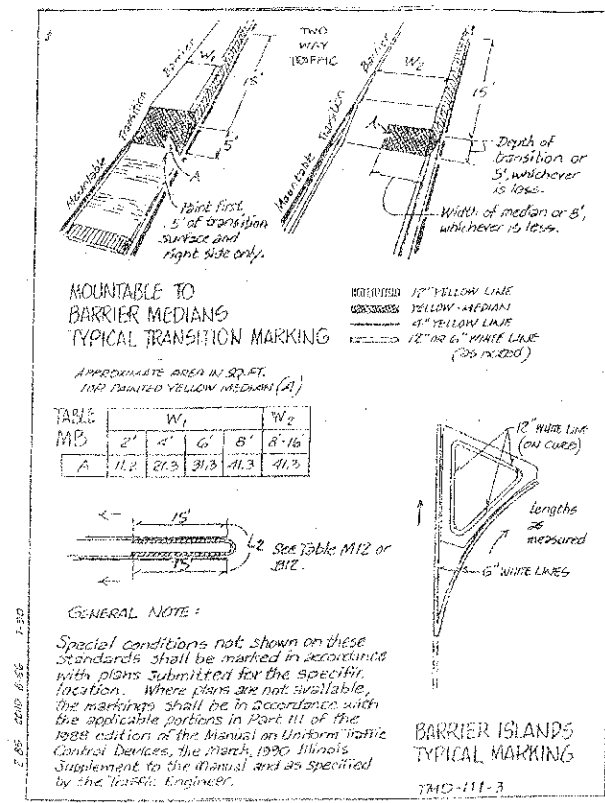 TWO
WAY
TRAFFIC
Barrier
W1
15'
Transition
5'
A
Mountable
Paint first
.5' of transition
surface and
right side only.
Barrier
W2
15'
A
Transition
Mountable
Depth of
transition or
5', whichever
is less.
Width of median or 8',
whichever is less.
MOUNTABLE TO
BARRIER MEDIANS
TYPICAL TRANSITION MARKING
12" YELLOW LINE
YELLOW-MEDIAN
4" YELLOW LINE
12" OR 6" WHITE LINE
(as noted)
APPROXIMATE AREA IN SQ. FT.
FOR PAINTED YELLOW MEDIAN (A)
TABLE MB W1 W2
2' 4' 6' 8' 8'-16
A 11.2 21.3 31.3 41.3 41.3
12" WHITE LINE
(ON CURB)
Lengths
as
measured
6" WHITE LINES
15'
15'
See Table M12 or
GENERAL NOTE:
Special conditions not shown on these
standards shall be marked in accordance
with plans submitted for the specific
location. Where plans are not available,
the markings shall be in accordance with
the applicable portions in Part III of the
1988 edition of the Manual on Uniform Traffic
Control Devices, the March, 1990 Illinois
Supplement to the manual and as specified
by the Traffic Engineer.
BARRIER ISLANDS
TYPICAL MARKING
TMD-111-3